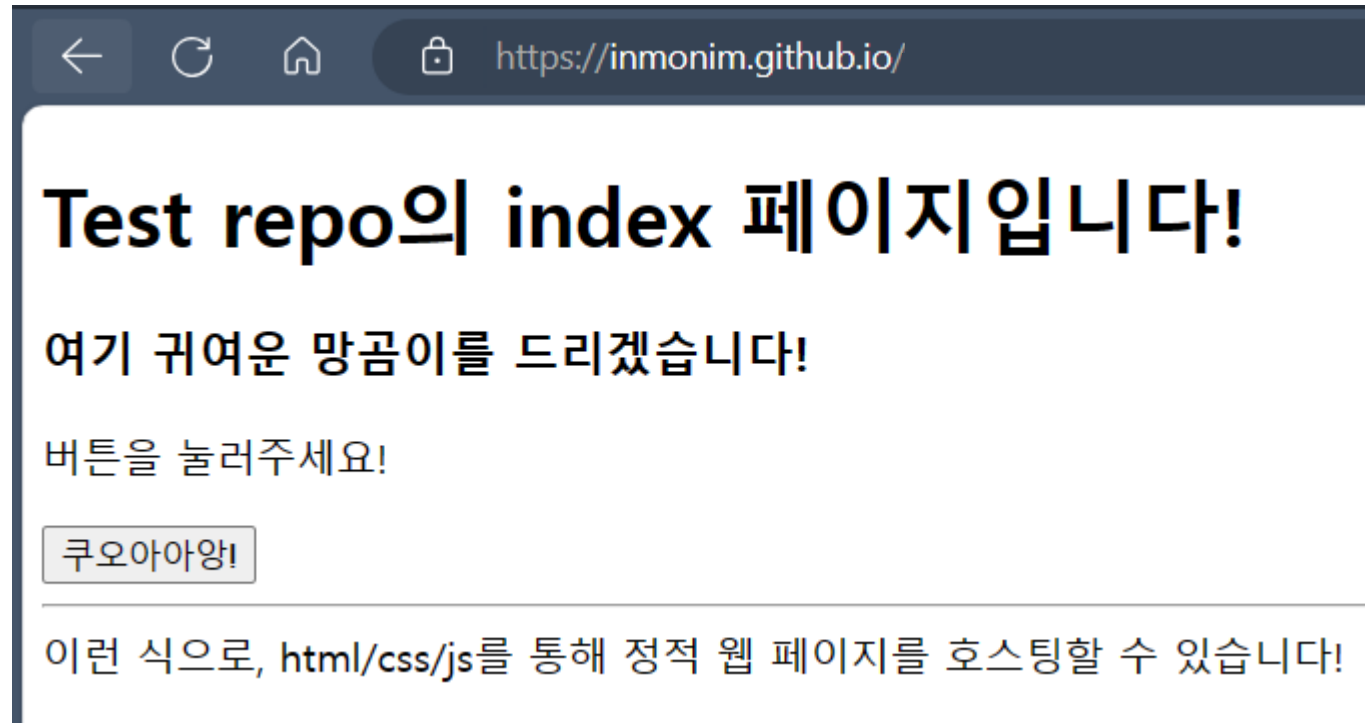 https://inmonim.github.io/
Test repo의 index 페이지입니다!
여기 귀여운 망곰이를 드리겠습니다!
버튼을 눌러주세요!
쿠오아아앙!
이런 식으로, html/css/js를 통해 정적 웹 페이지를 호스팅할 수 있습니다!